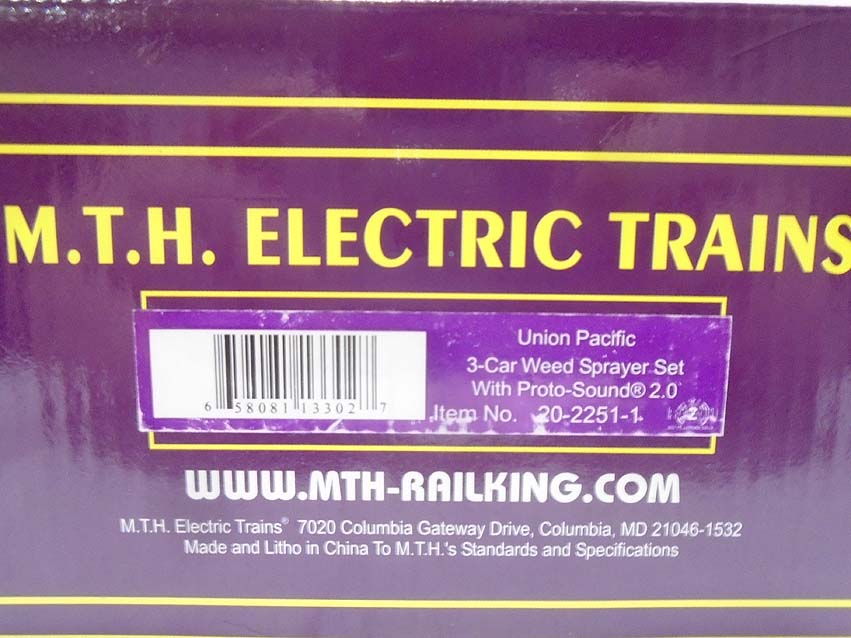 M.T.H. ELECTRIC TRAINS
Union Pacific
3-Car Weed Sprayer Set
With Proto-Sound® 2.0
Item No. 20-2251-1
6 58081 13302 7
2
WWW.MTH-RAILKING.COM
M.T.H. Electric Trains® 7020 Columbia Gateway Drive, Columbia, MD 21046-1532
Made and Litho in China To M.T.H.'s Standards and Specifications